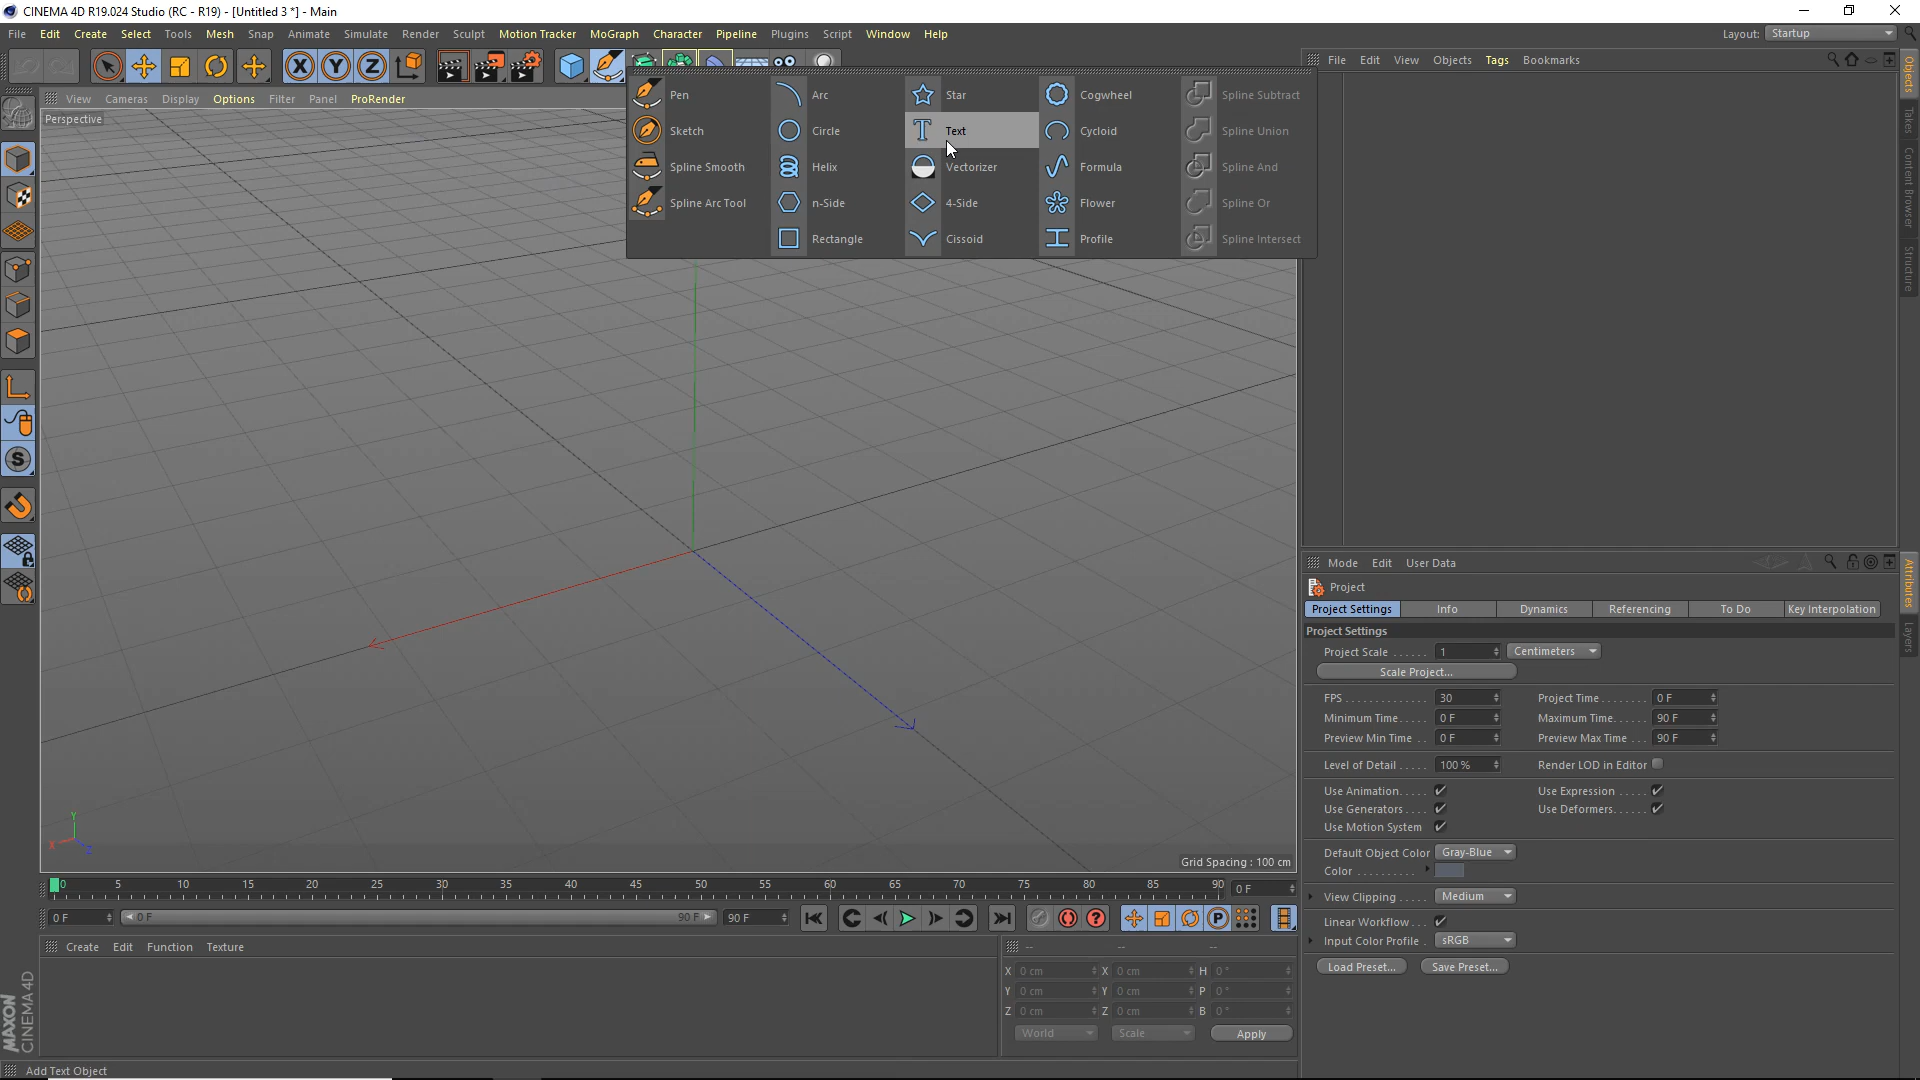 CINEMA 4D R19.024 Studio (RC - R19) - [Untitled 3 *] - Main
File Edit Create Select Tools Mesh Snap Animate Simulate Render Sculpt Motion Tracker MoGraph Character Pipeline Plugins Script Window Help
Layout: Startup
File Edit View Objects Tags Bookmarks
View Cameras Display Options Filter Panel ProRender
Perspective
Pen Arc Star Cogwheel Spline Subtract
Sketch Circle Text Cycloid Spline Union
Spline Smooth Helix Vectorizer Formula Spline And
Spline Arc Tool n-Side 4-Side Flower Spline Or
Rectangle Cissoid Profile Spline Intersect
Objects
Takes
Content Browser
Structure
Mode Edit User Data
Project
Project Settings Info Dynamics Referencing To Do Key Interpolation
Project Settings
Project Scale ...... 1 Centimeters
Scale Project...
FPS ............. 30 Project Time........ 0 F
Minimum Time..... 0 F Maximum Time...... 90 F
Preview Min Time .. 0 F Preview Max Time ... 90 F
Level of Detail ..... 100 % Render LOD in Editor
Use Animation..... Use Expression .....
Use Generators.... Use Deformers......
Use Motion System
Default Object Color Gray-Blue
Color ..........
View Clipping ..... Medium
Linear Workflow...
Input Color Profile . sRGB
Load Preset... Save Preset...
Attributes
Layers
Y
X
Z
Grid Spacing : 100 cm
0 5 10 15 20 25 30 35 40 45 50 55 60 65 70 75 80 85 90 0 F
0 F 0 F 90 F 90 F
Create Edit Function Texture
-- -- --
X 0 cm X 0 cm H 0 °
Y 0 cm Y 0 cm P 0 °
Z 0 cm Z 0 cm B 0 °
World Scale Apply
MAXON
CINEMA 4D
Add Text Object